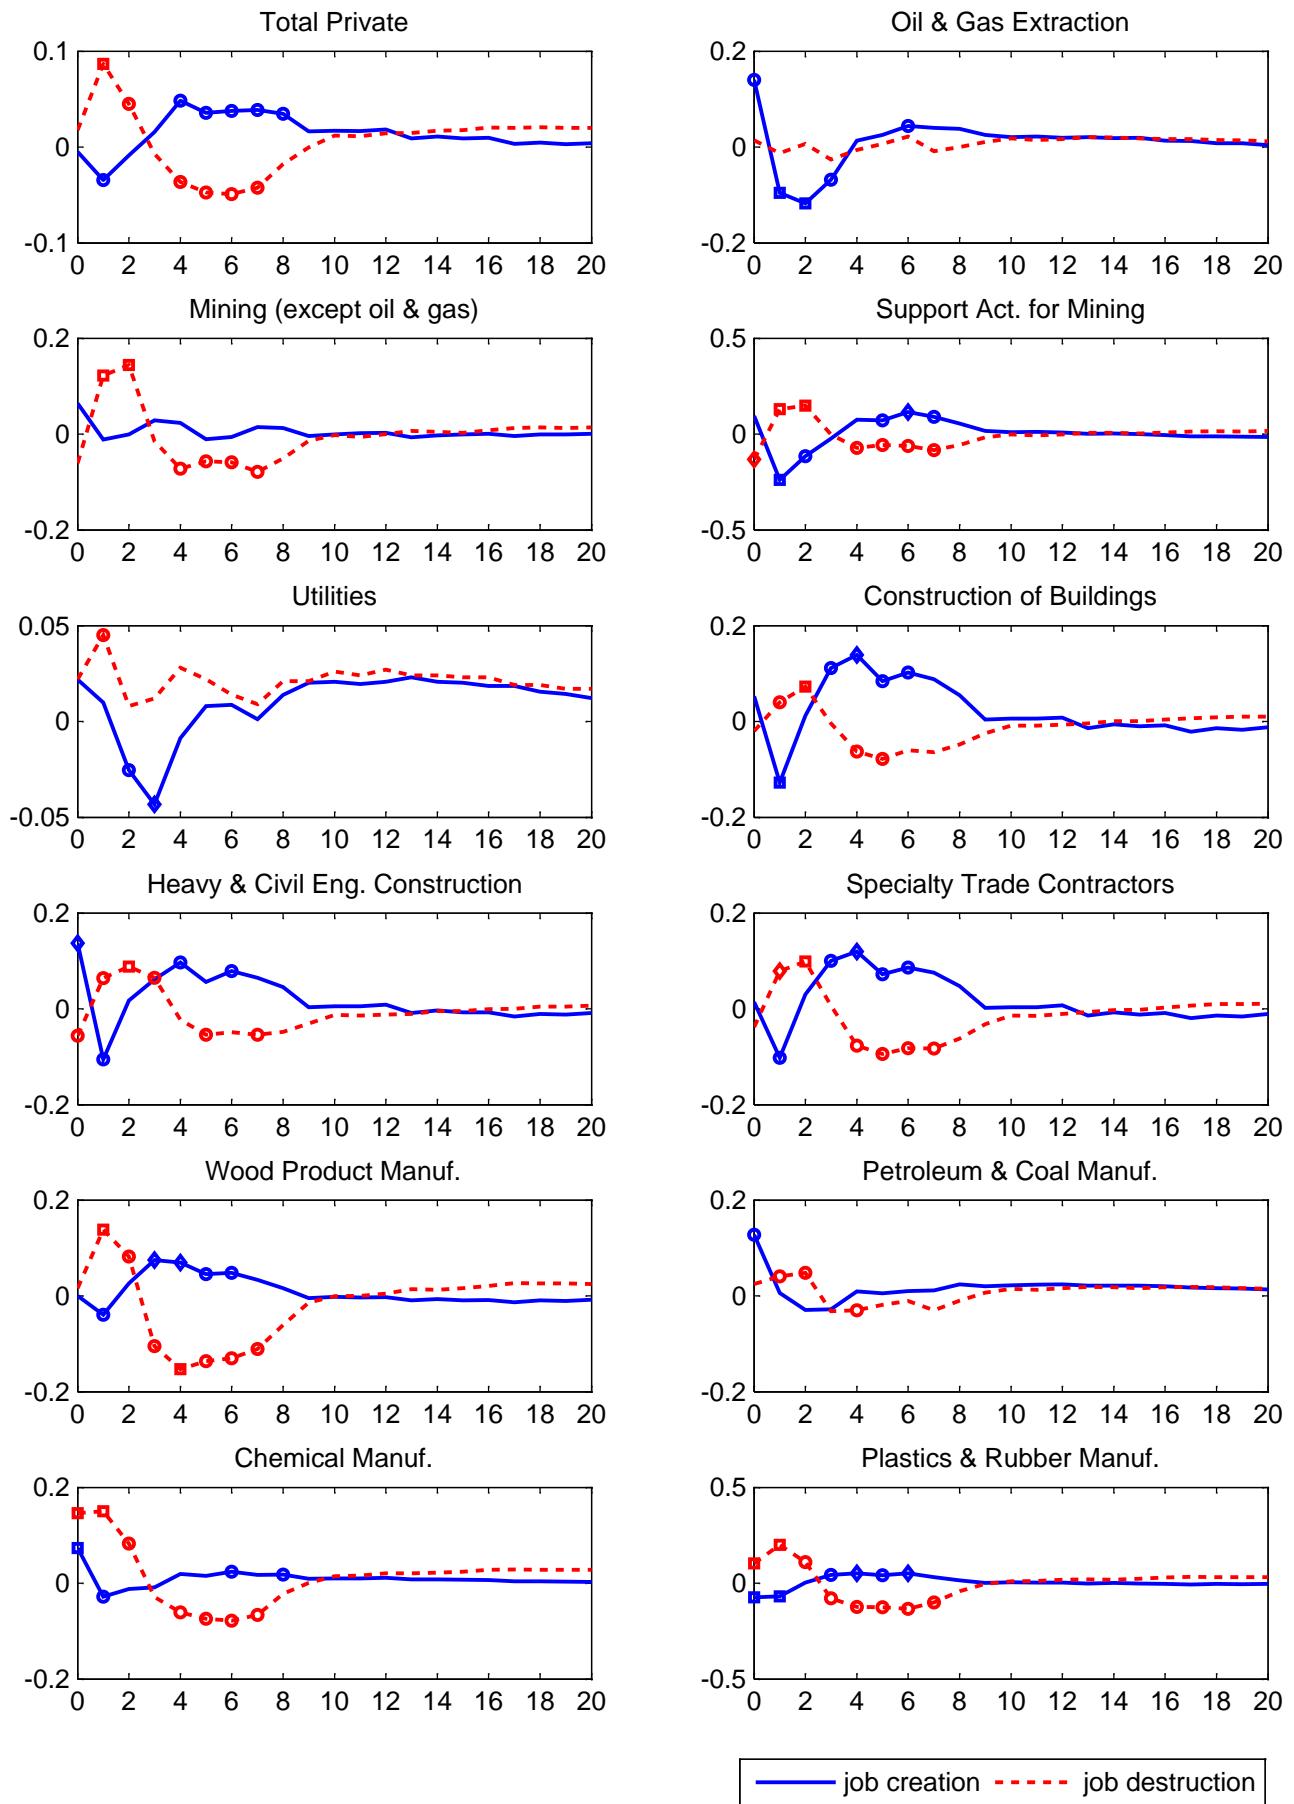 Total Private
0.1
0
-0.1
0 2 4 6 8 10 12 14 16 18 20
Oil & Gas Extraction
0.2
0
-0.2
0 2 4 6 8 10 12 14 16 18 20
Mining (except oil & gas)
0.2
0
-0.2
0 2 4 6 8 10 12 14 16 18 20
Support Act. for Mining
0.5
0
-0.5
0 2 4 6 8 10 12 14 16 18 20
Utilities
0.05
0
-0.05
0 2 4 6 8 10 12 14 16 18 20
Construction of Buildings
0.2
0
-0.2
0 2 4 6 8 10 12 14 16 18 20
Heavy & Civil Eng. Construction
0.2
0
-0.2
0 2 4 6 8 10 12 14 16 18 20
Specialty Trade Contractors
0.2
0
-0.2
0 2 4 6 8 10 12 14 16 18 20
Wood Product Manuf.
0.2
0
-0.2
0 2 4 6 8 10 12 14 16 18 20
Petroleum & Coal Manuf.
0.2
0
-0.2
0 2 4 6 8 10 12 14 16 18 20
Chemical Manuf.
0.2
0
-0.2
0 2 4 6 8 10 12 14 16 18 20
Plastics & Rubber Manuf.
0.5
0
-0.5
0 2 4 6 8 10 12 14 16 18 20
job creation job destruction